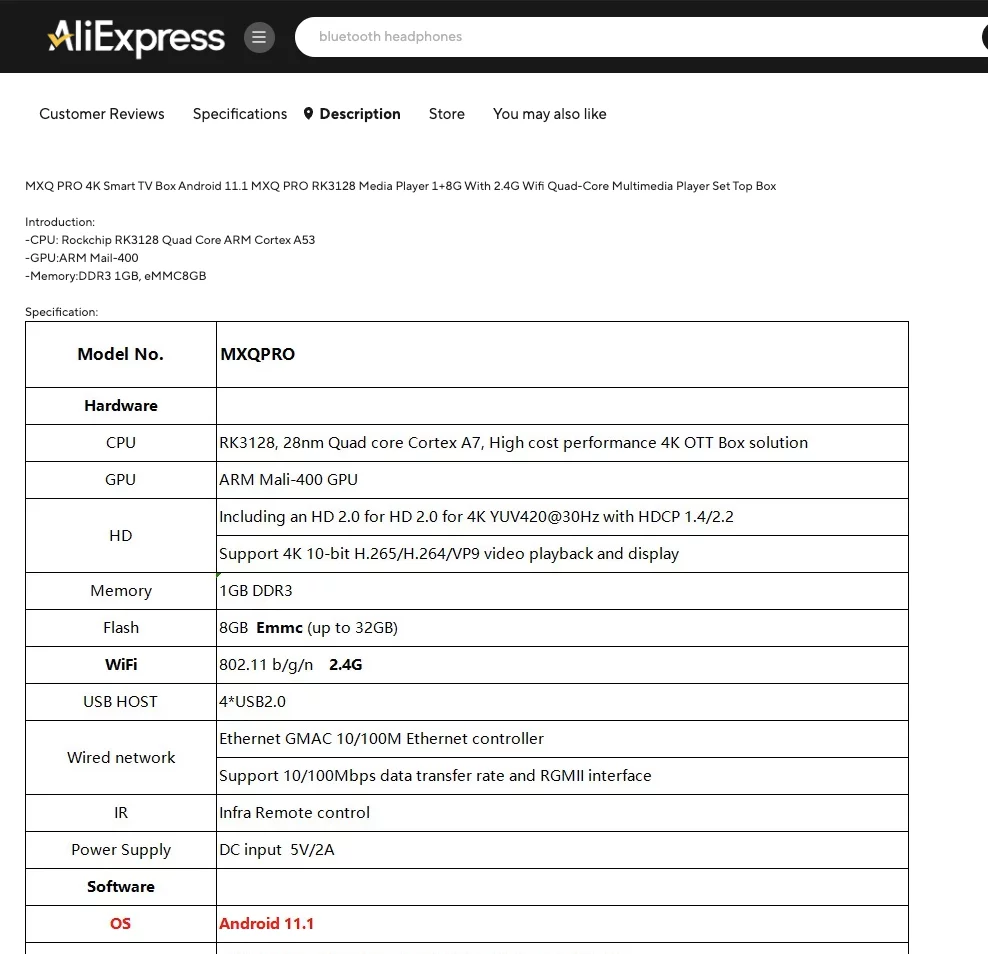 AliExpress
bluetooth headphones
Customer Reviews Specifications Description Store You may also like
MXQ PRO 4K Smart TV Box Android 11.1 MXQ PRO RK3128 Media Player 1+8G With 2.4G Wifi Quad-Core Multimedia Player Set Top Box
Introduction:
-CPU: Rockchip RK3128 Quad Core ARM Cortex A53
-GPU:ARM Mail-400
-Memory:DDR3 1GB, eMMC8GB
Specification:
Model No. MXQPRO
Hardware
CPU RK3128, 28nm Quad core Cortex A7, High cost performance 4K OTT Box solution
GPU ARM Mali-400 GPU
HD
Including an HD 2.0 for HD 2.0 for 4K YUV420@30Hz with HDCP 1.4/2.2
Support 4K 10-bit H.265/H.264/VP9 video playback and display
Memory 1GB DDR3
Flash 8GB Emmc (up to 32GB)
WiFi 802.11 b/g/n 2.4G
USB HOST 4*USB2.0
Wired network
Ethernet GMAC 10/100M Ethernet controller
Support 10/100Mbps data transfer rate and RGMII interface
IR Infra Remote control
Power Supply DC input 5V/2A
Software
OS Android 11.1